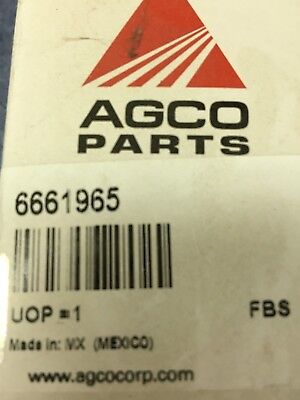 AGCO
PARTS
6661965
UOP =1 FBS
Made in: MX (MEXICO)
www.agcocorp.com